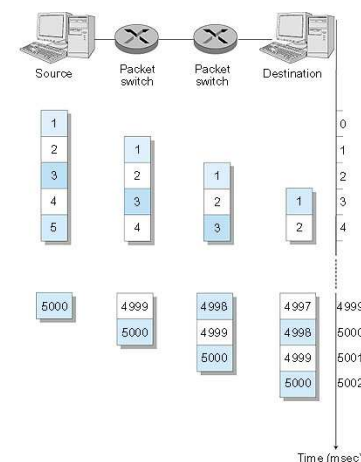 Source
Packet switch
Packet switch
Destination
1 0
2 1 1
3 2 1 2
4 3 2 1 3
5 4 3 2 4
5000 4999 4998 4997 4999
5000 4999 4998 5000
5000 4999 5001
5000 5002
Time (msec)